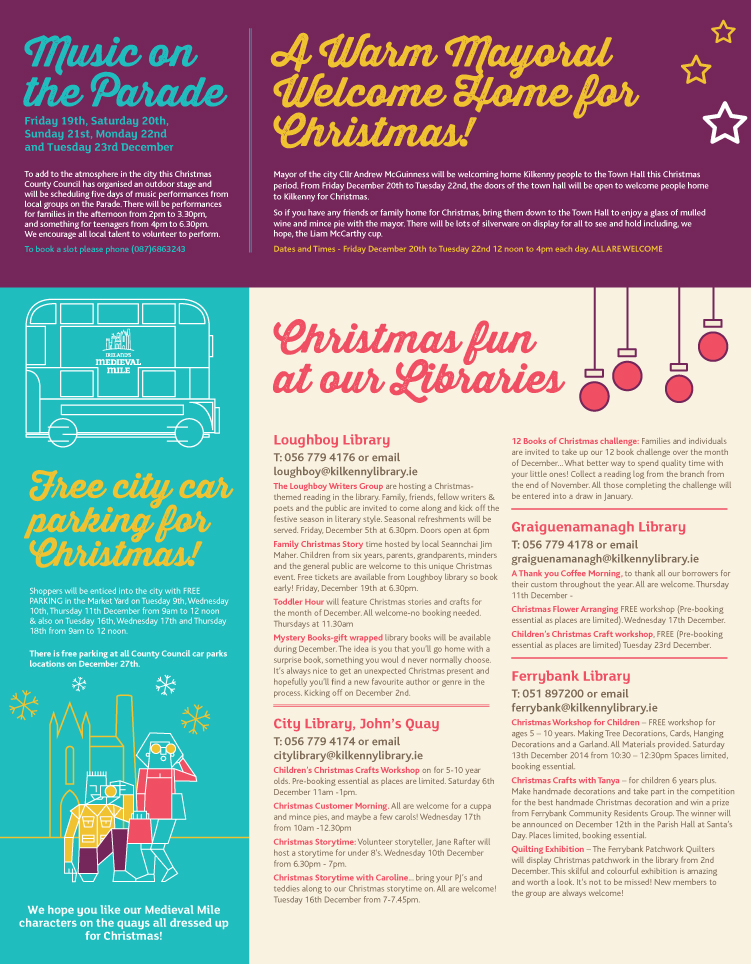 Music on
the Parade
Friday 19th, Saturday 20th,
Sunday 21st, Monday 22nd
and Tuesday 23rd December
To add to the atmosphere in the city this Christmas
County Council has organised an outdoor stage and
will be scheduling five days of music performances from
local groups on the Parade. There will be performances
for families in the afternoon from 2pm to 3.30pm,
and something for teenagers from 4pm to 6.30pm.
We encourage all local talent to volunteer to perform.
To book a slot please phone (087)6863243
A Warm Mayoral
Welcome Home for
Christmas!
Mayor of the city Cllr Andrew McGuinness will be welcoming home Kilkenny people to the Town Hall this Christmas
period. From Friday December 20th to Tuesday 22nd, the doors of the town hall will be open to welcome people home
to Kilkenny for Christmas.
So if you have any friends or family home for Christmas, bring them down to the Town Hall to enjoy a glass of mulled
wine and mince pie with the mayor. There will be lots of silverware on display for all to see and hold including, we
hope, the Liam McCarthy cup.
Dates and Times - Friday December 20th to Tuesday 22nd 12 noon to 4pm each day. ALL ARE WELCOME
IRELAND'S
MEDIEVAL
MILE
Free city car
parking for
Christmas!
Shoppers will be enticed into the city with FREE
PARKING in the Market Yard on Tuesday 9th, Wednesday
10th, Thursday 11th December from 9am to 12 noon
& also on Tuesday 16th, Wednesday 17th and Thursday
18th from 9am to 12 noon.
There is free parking at all County Council car parks
locations on December 27th.
We hope you like our Medieval Mile
characters on the quays all dressed up
for Christmas!
Christmas fun
at our Libraries
Loughboy Library
T: 056 779 4176 or email
loughboy@kilkennylibrary.ie
The Loughboy Writers Group are hosting a Christmas-
themed reading in the library. Family, friends, fellow writers &
poets and the public are invited to come along and kick off the
festive season in literary style. Seasonal refreshments will be
served. Friday, December 5th at 6.30pm. Doors open at 6pm
Family Christmas Story time hosted by local Seannchai Jim
Maher. Children from six years, parents, grandparents, minders
and the general public are welcome to this unique Christmas
event. Free tickets are available from Loughboy library so book
early! Friday, December 19th at 6.30pm.
Toddler Hour will feature Christmas stories and crafts for
the month of December. All welcome-no booking needed.
Thursdays at 11.30am
Mystery Books-gift wrapped library books will be available
during December. The idea is you that you'll go home with a
surprise book, something you woul d never normally choose.
It's always nice to get an unexpected Christmas present and
hopefully you'll find a new favourite author or genre in the
process. Kicking off on December 2nd.
City Library, John's Quay
T: 056 779 4174 or email
citylibrary@kilkennylibrary.ie
Children's Christmas Crafts Workshop on for 5-10 year
olds. Pre-booking essential as places are limited. Saturday 6th
December 11am -1pm.
Christmas Customer Morning. All are welcome for a cuppa
and mince pies, and maybe a few carols! Wednesday 17th
from 10am -12.30pm
Christmas Storytime: Volunteer storyteller, Jane Rafter will
host a storytime for under 8's. Wednesday 10th December
from 6.30pm - 7pm.
Christmas Storytime with Caroline... bring your PJ's and
teddies along to our Christmas storytime on. All are welcome!
Tuesday 16th December from 7-7.45pm.
12 Books of Christmas challenge: Families and individuals
are invited to take up our 12 book challenge over the month
of December... What better way to spend quality time with
your little ones! Collect a reading log from the branch from
the end of November. All those completing the challenge will
be entered into a draw in January.
Graiguenamanagh Library
T: 056 779 4178 or email
graiguenamanagh@kilkennylibrary.ie
A Thank you Coffee Morning, to thank all our borrowers for
their custom throughout the year. All are welcome. Thursday
11th December -
Christmas Flower Arranging FREE workshop (Pre-booking
essential as places are limited). Wednesday 17th December.
Children's Christmas Craft workshop, FREE (Pre-booking
essential as places are limited) Tuesday 23rd December.
Ferrybank Library
T: 051 897200 or email
ferrybank@kilkennylibrary.ie
Christmas Workshop for Children – FREE workshop for
ages 5 – 10 years. Making Tree Decorations, Cards, Hanging
Decorations and a Garland. All Materials provided. Saturday
13th December 2014 from 10:30 – 12:30pm Spaces limited,
booking essential.
Christmas Crafts with Tanya – for children 6 years plus.
Make handmade decorations and take part in the competition
for the best handmade Christmas decoration and win a prize
from Ferrybank Community Residents Group. The winner will
be announced on December 12th in the Parish Hall at Santa's
Day. Places limited, booking essential.
Quilting Exhibition – The Ferrybank Patchwork Quilters
will display Christmas patchwork in the library from 2nd
December. This skilful and colourful exhibition is amazing
and worth a look. It's not to be missed! New members to
the group are always welcome!